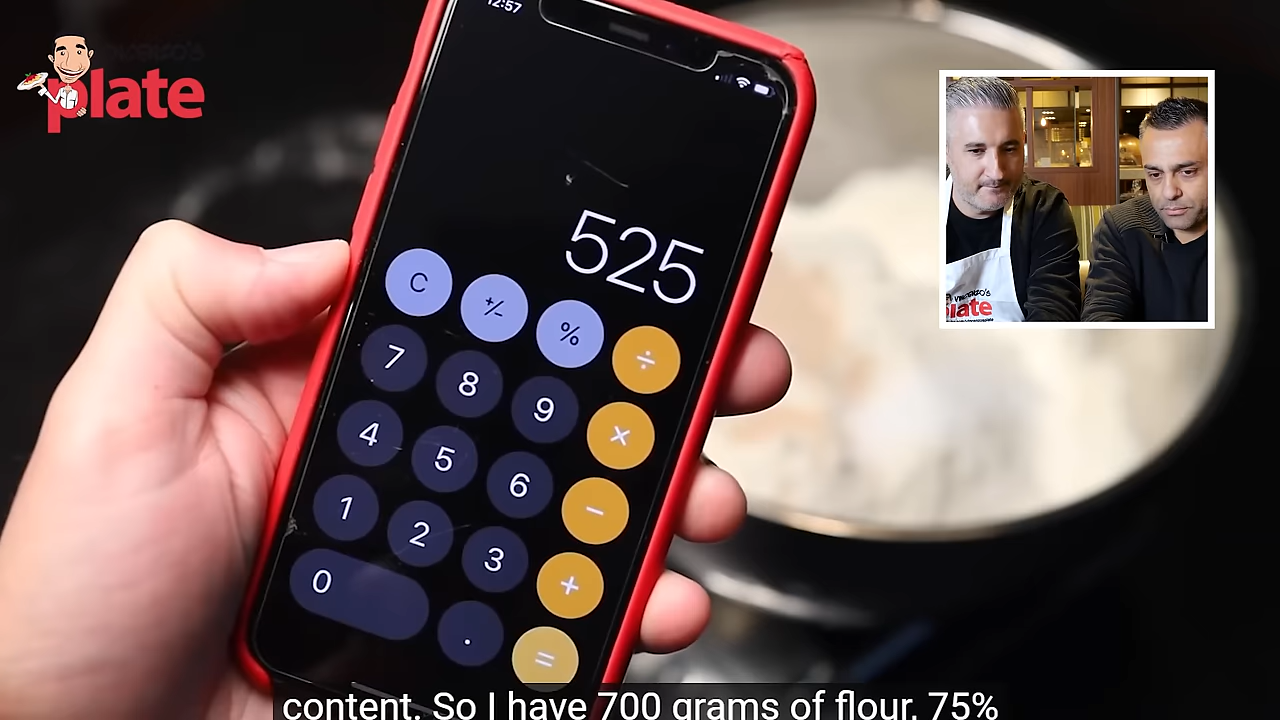 12:57
plate
525
C +/- % ÷
7 8 9 ×
4 5 6 −
1 2 3 +
0 . =
VINCENZO'S
plate
content. So I have 700 grams of flour, 75%